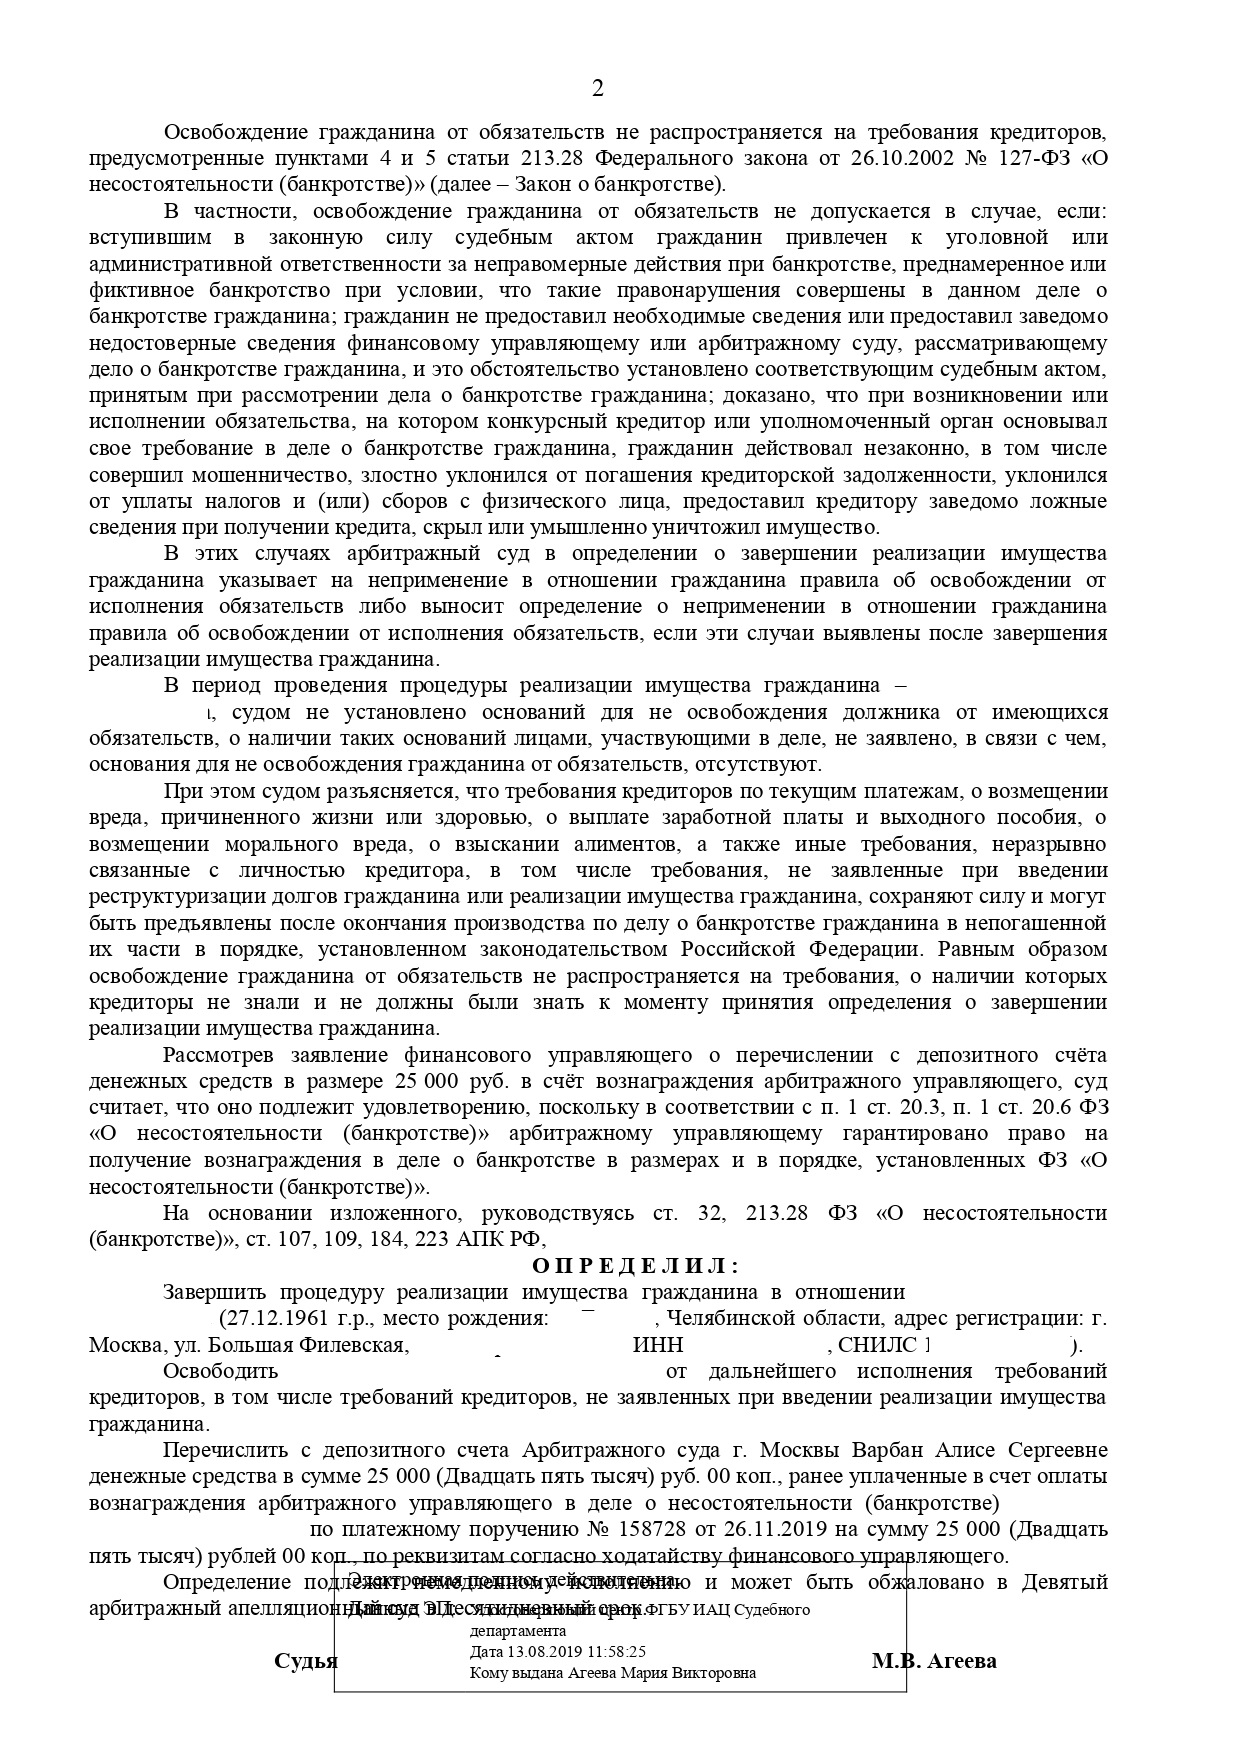 2
Освобождение гражданина от обязательств не распространяется на требования кредиторов,
предусмотренные пунктами 4 и 5 статьи 213.28 Федерального закона от 26.10.2002 № 127-ФЗ «О
несостоятельности (банкротстве)» (далее – Закон о банкротстве).
В частности, освобождение гражданина от обязательств не допускается в случае, если:
вступившим в законную силу судебным актом гражданин привлечен к уголовной или
административной ответственности за неправомерные действия при банкротстве, преднамеренное или
фиктивное банкротство при условии, что такие правонарушения совершены в данном деле о
банкротстве гражданина; гражданин не предоставил необходимые сведения или предоставил заведомо
недостоверные сведения финансовому управляющему или арбитражному суду, рассматривающему
дело о банкротстве гражданина, и это обстоятельство установлено соответствующим судебным актом,
принятым при рассмотрении дела о банкротстве гражданина; доказано, что при возникновении или
исполнении обязательства, на котором конкурсный кредитор или уполномоченный орган основывал
свое требование в деле о банкротстве гражданина, гражданин действовал незаконно, в том числе
совершил мошенничество, злостно уклонился от погашения кредиторской задолженности, уклонился
от уплаты налогов и (или) сборов с физического лица, предоставил кредитору заведомо ложные
сведения при получении кредита, скрыл или умышленно уничтожил имущество.
В этих случаях арбитражный суд в определении о завершении реализации имущества
гражданина указывает на неприменение в отношении гражданина правила об освобождении от
исполнения обязательств либо выносит определение о неприменении в отношении гражданина
правила об освобождении от исполнения обязательств, если эти случаи выявлены после завершения
реализации имущества гражданина.
В период проведения процедуры реализации имущества гражданина –
, судом не установлено оснований для не освобождения должника от имеющихся
обязательств, о наличии таких оснований лицами, участвующими в деле, не заявлено, в связи с чем,
основания для не освобождения гражданина от обязательств, отсутствуют.
При этом судом разъясняется, что требования кредиторов по текущим платежам, о возмещении
вреда, причиненного жизни или здоровью, о выплате заработной платы и выходного пособия, о
возмещении морального вреда, о взыскании алиментов, а также иные требования, неразрывно
связанные с личностью кредитора, в том числе требования, не заявленные при введении
реструктуризации долгов гражданина или реализации имущества гражданина, сохраняют силу и могут
быть предъявлены после окончания производства по делу о банкротстве гражданина в непогашенной
их части в порядке, установленном законодательством Российской Федерации. Равным образом
освобождение гражданина от обязательств не распространяется на требования, о наличии которых
кредиторы не знали и не должны были знать к моменту принятия определения о завершении
реализации имущества гражданина.
Рассмотрев заявление финансового управляющего о перечислении с депозитного счёта
денежных средств в размере 25 000 руб. в счёт вознаграждения арбитражного управляющего, суд
считает, что оно подлежит удовлетворению, поскольку в соответствии с п. 1 ст. 20.3, п. 1 ст. 20.6 ФЗ
«О несостоятельности (банкротстве)» арбитражному управляющему гарантировано право на
получение вознаграждения в деле о банкротстве в размерах и в порядке, установленных ФЗ «О
несостоятельности (банкротстве)».
На основании изложенного, руководствуясь ст. 32, 213.28 ФЗ «О несостоятельности
(банкротстве)», ст. 107, 109, 184, 223 АПК РФ,
О П Р Е Д Е Л И Л :
Завершить процедуру реализации имущества гражданина в отношении
(27.12.1961 г.р., место рождения: , Челябинской области, адрес регистрации: г.
Москва, ул. Большая Филевская, ИНН , СНИЛС 1 ).
Освободить от дальнейшего исполнения требований
кредиторов, в том числе требований кредиторов, не заявленных при введении реализации имущества
гражданина.
Перечислить с депозитного счета Арбитражного суда г. Москвы Варбан Алисе Сергеевне
денежные средства в сумме 25 000 (Двадцать пять тысяч) руб. 00 коп., ранее уплаченные в счет оплаты
вознаграждения арбитражного управляющего в деле о несостоятельности (банкротстве)
по платежному поручению № 158728 от 26.11.2019 на сумму 25 000 (Двадцать
пять тысяч) рублей 00 коп., по реквизитам согласно ходатайству финансового управляющего.
Определение подлежит немедленному исполнению и может быть обжаловано в Девятый
арбитражный апелляционный суд в десятидневный срок.
Электронная подпись действительна.
Данные ЭП: Удостоверяющий центр ФГБУ ИАЦ Судебного
департамента
Дата 13.08.2019 11:58:25
Кому выдана Агеева Мария Викторовна
Судья М.В. Агеева